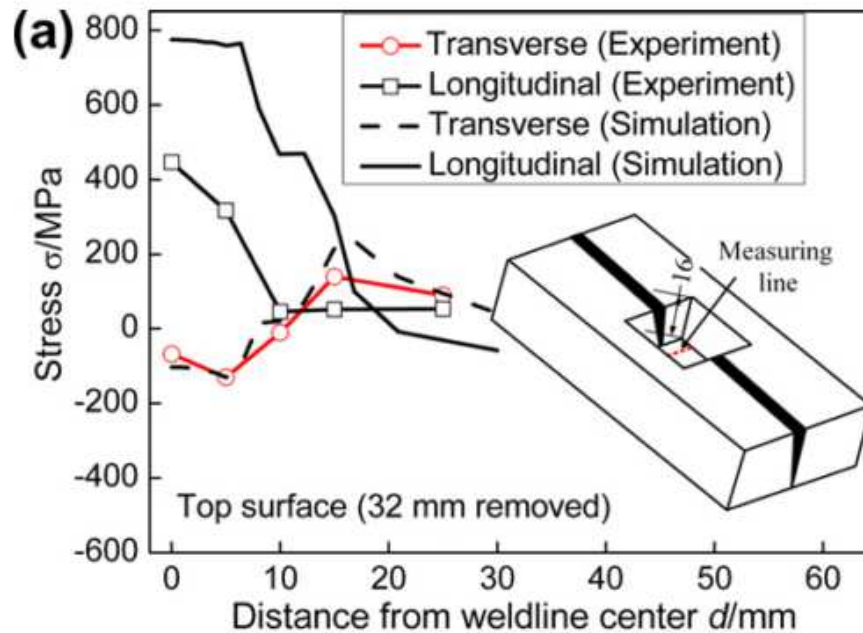 (a)
800
600
400
200
0
-200
-400
-600
Stress σ/MPa
Transverse (Experiment)
Longitudinal (Experiment)
Transverse (Simulation)
Longitudinal (Simulation)
16
Measuring
line
Top surface (32 mm removed)
0 10 20 30 40 50 60
Distance from weldline center d/mm